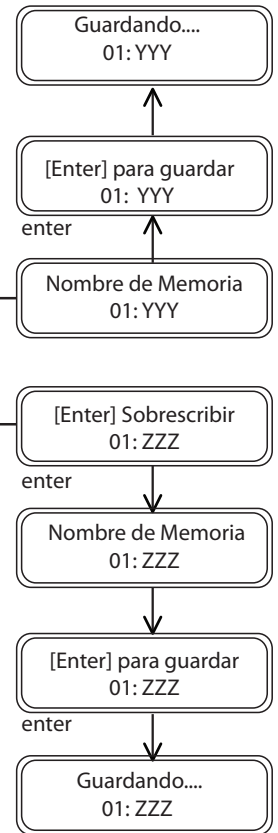 Guardando....
01: YYY
[Enter] para guardar
01: YYY
enter
Nombre de Memoria
01: YYY
[Enter] Sobrescribir
01: ZZZ
enter
Nombre de Memoria
01: ZZZ
[Enter] para guardar
01: ZZZ
enter
Guardando....
01: ZZZ